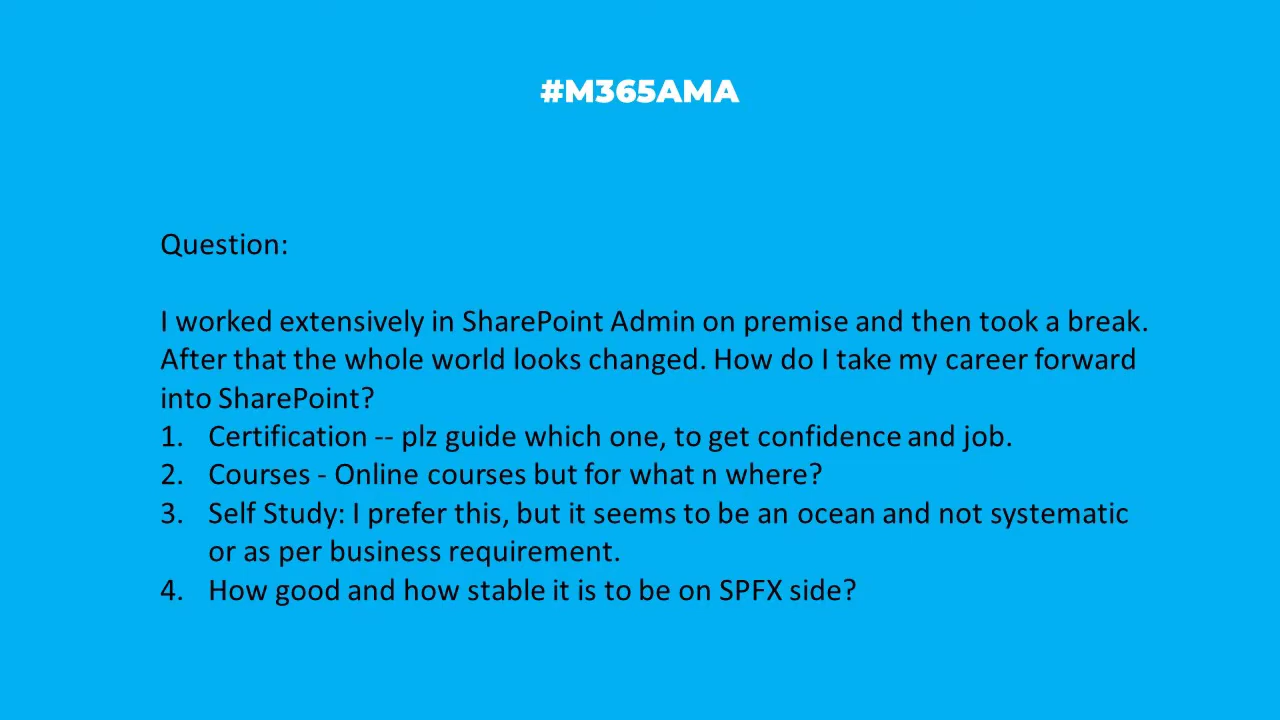 #M365AMA
Question:
I worked extensively in SharePoint Admin on premise and then took a break.
After that the whole world looks changed. How do I take my career forward
into SharePoint?
1. Certification -- plz guide which one, to get confidence and job.
2. Courses - Online courses but for what n where?
3. Self Study: I prefer this, but it seems to be an ocean and not systematic
or as per business requirement.
4. How good and how stable it is to be on SPFX side?